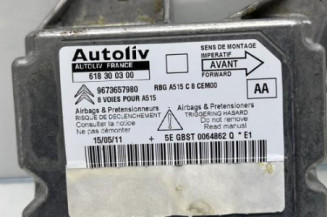 Autoliv
AUTOLIV FRANCE
618 30 03 00
SENS DE MONTAGE
IMPERATIF
AVANT
FORWARD
RBG A515 C 8 CEM00
9673657980
8 VOIES POUR A515
AA
Airbags & Pretensionneurs
RISQUE DE DECLENCHEMENT
Consulter la notice
Ne pas démonter
Airbags & Pretensioners
TRIGGERING HAZARD
Do not remove
Read manual
15/05/11
+ 5E GBST 0064862 Q * E1